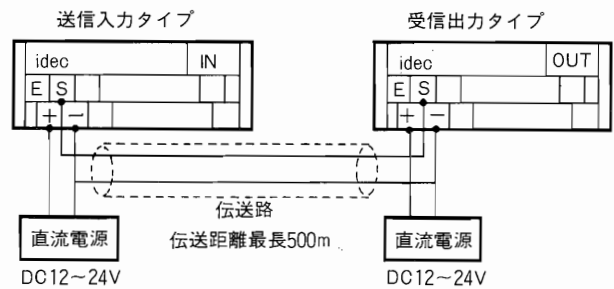 送信入力タイプ
受信出力タイプ
idec IN
E S
+ −
idec OUT
E S
+ −
伝送路
伝送距離最長500m
直流電源
DC12～24V
直流電源
DC12～24V